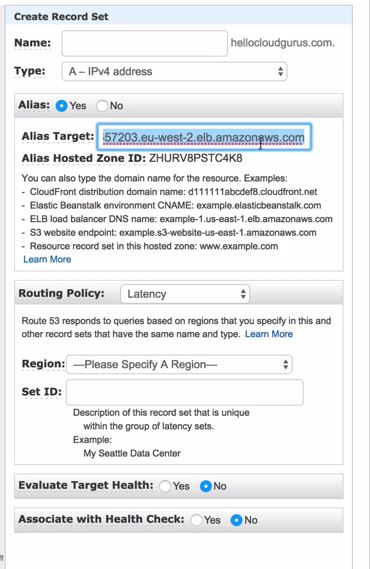 Create Record Set
Name: hellocloudgurus.com.
Type: A – IPv4 address
Alias: Yes No
Alias Target: 57203.eu-west-2.elb.amazonaws.com
Alias Hosted Zone ID: ZHURV8PSTC4K8
You can also type the domain name for the resource. Examples:
- CloudFront distribution domain name: d111111abcdef8.cloudfront.net
- Elastic Beanstalk environment CNAME: example.elasticbeanstalk.com
- ELB load balancer DNS name: example-1.us-east-1.elb.amazonaws.com
- S3 website endpoint: example.s3-website-us-east-1.amazonaws.com
- Resource record set in this hosted zone: www.example.com
Learn More
Routing Policy: Latency
Route 53 responds to queries based on regions that you specify in this and
other record sets that have the same name and type. Learn More
Region: —Please Specify A Region—
Set ID:
Description of this record set that is unique
within the group of latency sets.
Example:
My Seattle Data Center
Evaluate Target Health: Yes No
Associate with Health Check: Yes No